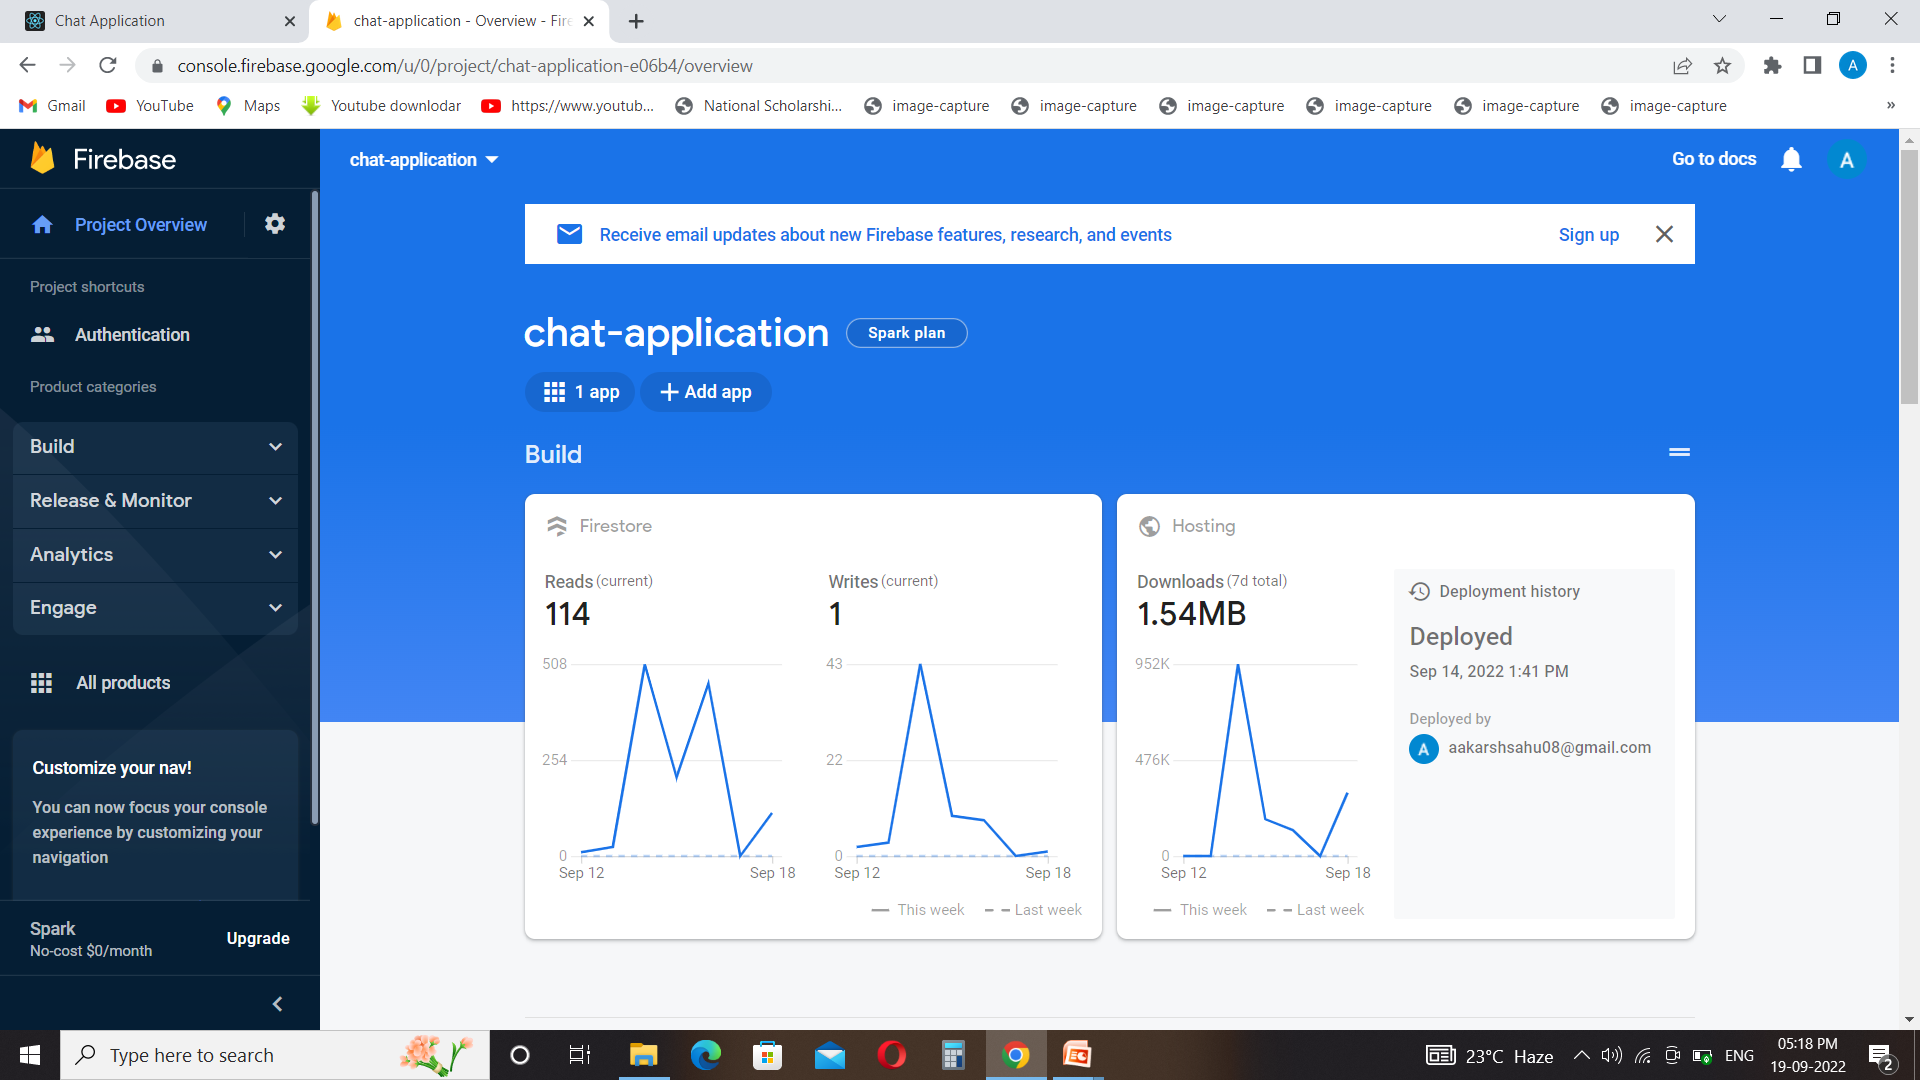 Chat Application
chat-application - Overview - Fire
console.firebase.google.com/u/0/project/chat-application-e06b4/overview
A
Gmail
YouTube
Maps
Youtube downlodar
https://www.youtub...
National Scholarshi...
image-capture
image-capture
image-capture
image-capture
image-capture
image-capture
»
Firebase
chat-application
Go to docs
A
Project Overview
Receive email updates about new Firebase features, research, and events
Sign up
Project shortcuts
Authentication
chat-application
Spark plan
Product categories
1 app
Add app
Build
Build
Release & Monitor
Analytics
Engage
All products
Customize your nav!
You can now focus your console
experience by customizing your
navigation
Spark
No-cost $0/month
Upgrade
Firestore
Reads (current)
114
508
254
0
Sep 12
Sep 18
Writes (current)
1
43
22
0
Sep 12
Sep 18
This week
Last week
Hosting
Downloads (7d total)
1.54MB
952K
476K
0
Sep 12
Sep 18
This week
Last week
Deployment history
Deployed
Sep 14, 2022 1:41 PM
Deployed by
A
aakarshsahu08@gmail.com
Type here to search
23°C Haze
ENG
05:18 PM
19-09-2022
2